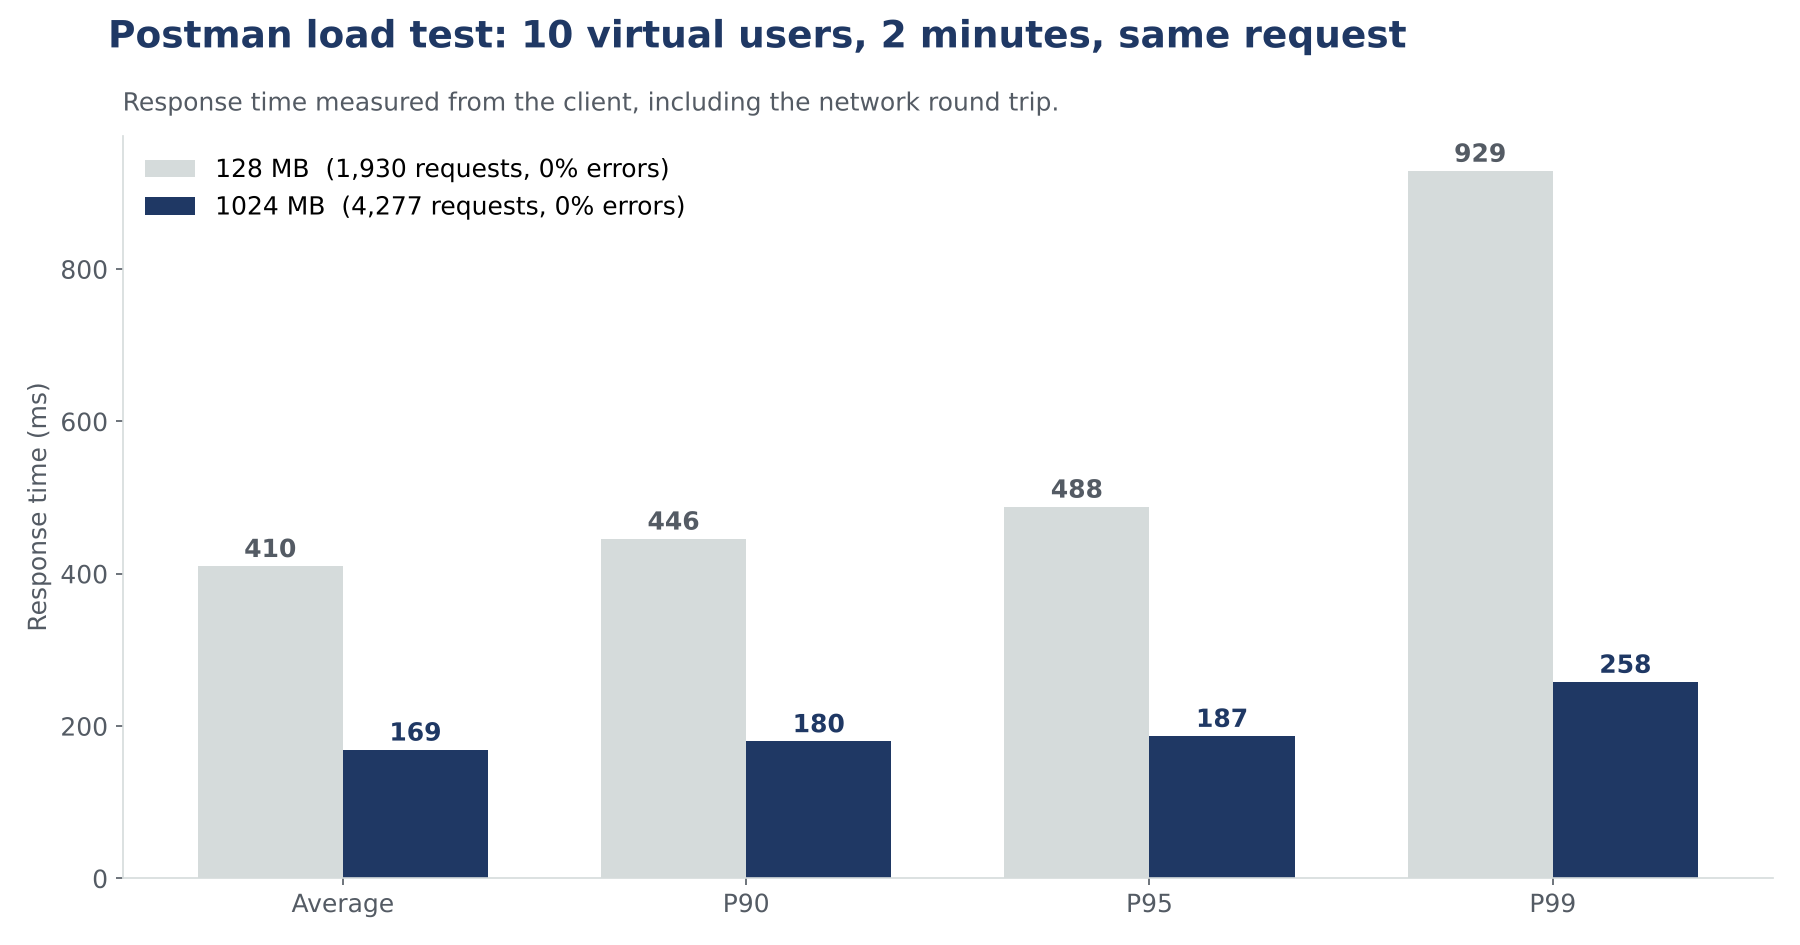 Postman load test: 10 virtual users, 2 minutes, same request
Response time measured from the client, including the network round trip.
128 MB (1,930 requests, 0% errors)
1024 MB (4,277 requests, 0% errors)
Response time (ms)
800
600
400
200
0
410
169
446
180
488
187
929
258
Average
P90
P95
P99